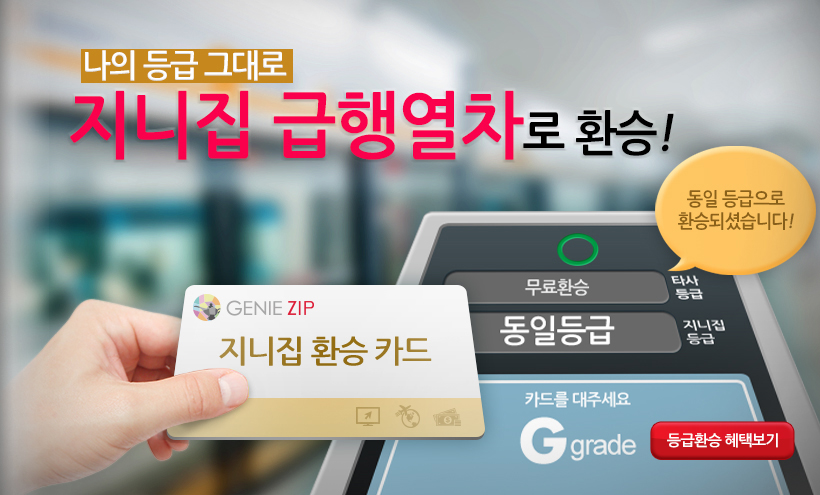 나의 등급 그대로
지니집 급행열차로 환승!
동일 등급으로
환승되셨습니다!
무료환승
타사
등급
동일등급
지니집
등급
GENIE ZIP
지니집 환승 카드
카드를 대주세요
G grade
등급환승 혜택보기